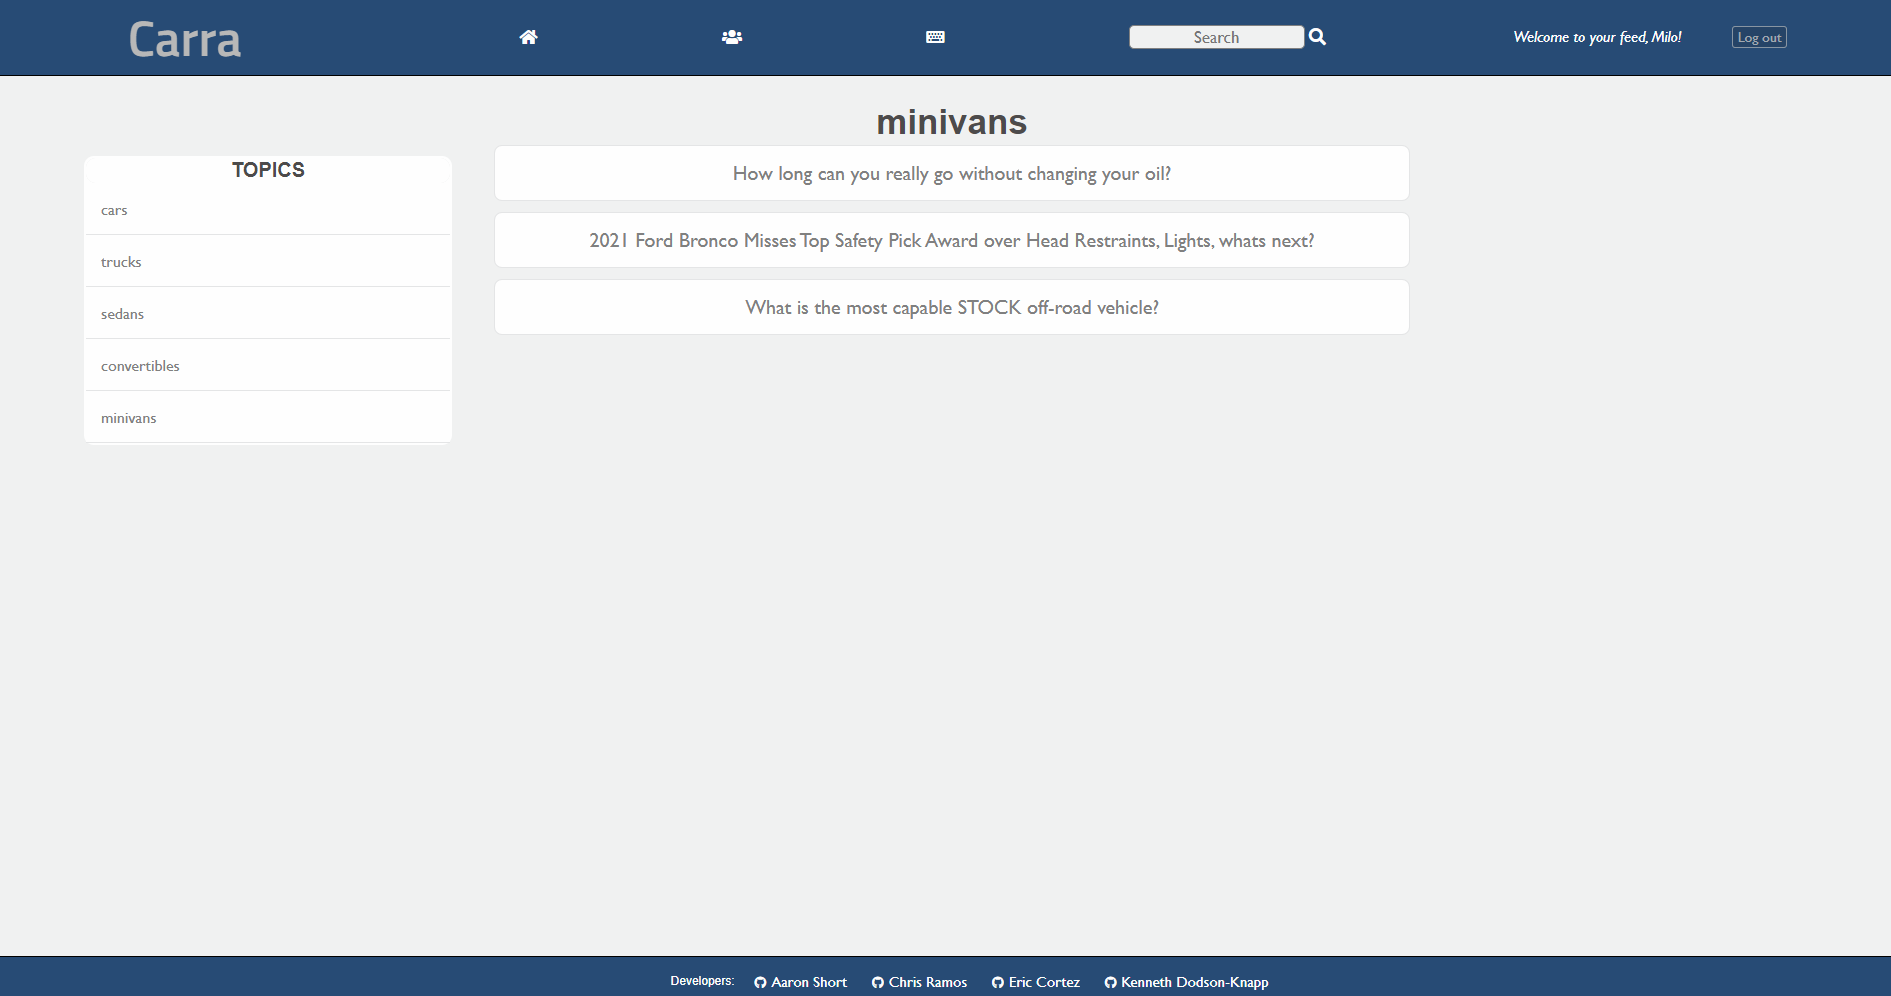 Carra
Search
Welcome to your feed, Milo!
Log out
minivans
TOPICS
cars
trucks
sedans
convertibles
minivans
How long can you really go without changing your oil?
2021 Ford Bronco Misses Top Safety Pick Award over Head Restraints, Lights, whats next?
What is the most capable STOCK off-road vehicle?
Developers: Aaron Short Chris Ramos Eric Cortez Kenneth Dodson-Knapp